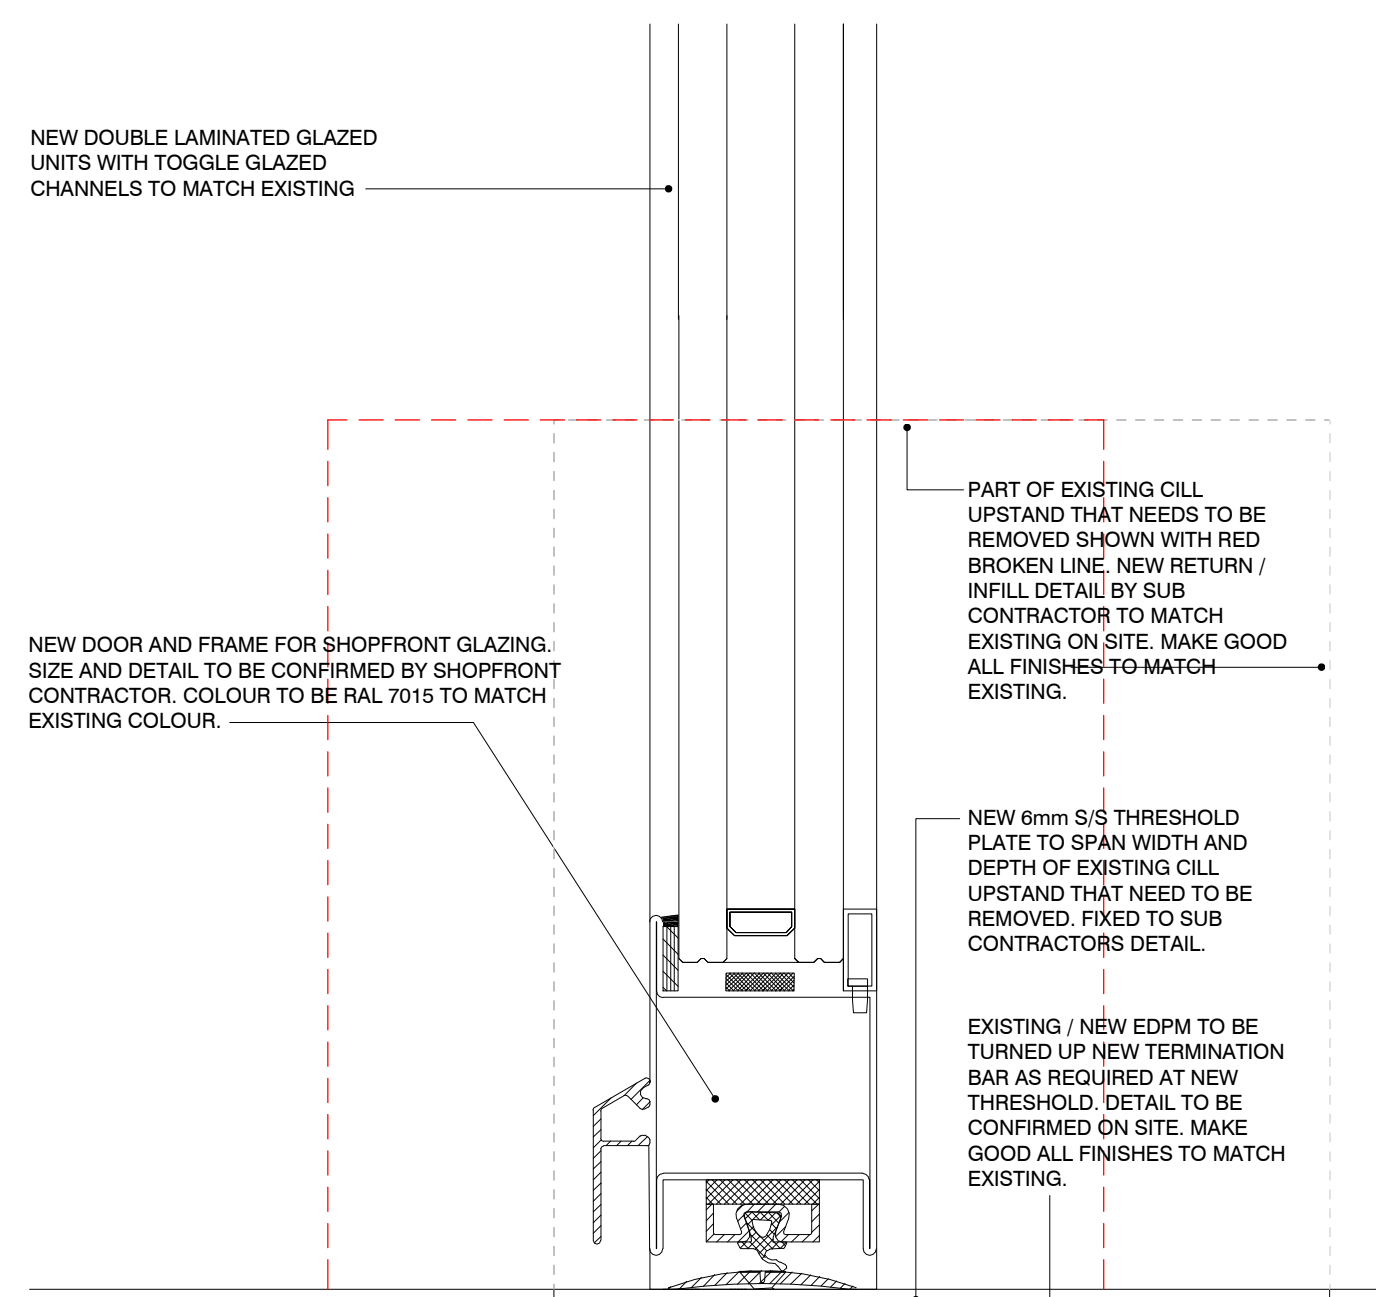 NEW DOUBLE LAMINATED GLAZED
UNITS WITH TOGGLE GLAZED
CHANNELS TO MATCH EXISTING
PART OF EXISTING CILL
UPSTAND THAT NEEDS TO BE
REMOVED SHOWN WITH RED
BROKEN LINE. NEW RETURN /
INFILL DETAIL BY SUB
CONTRACTOR TO MATCH
EXISTING ON SITE. MAKE GOOD
ALL FINISHES TO MATCH
EXISTING.
NEW DOOR AND FRAME FOR SHOPFRONT GLAZING.
SIZE AND DETAIL TO BE CONFIRMED BY SHOPFRONT
CONTRACTOR. COLOUR TO BE RAL 7015 TO MATCH
EXISTING COLOUR.
NEW 6mm S/S THRESHOLD
PLATE TO SPAN WIDTH AND
DEPTH OF EXISTING CILL
UPSTAND THAT NEED TO BE
REMOVED. FIXED TO SUB
CONTRACTORS DETAIL.
EXISTING / NEW EDPM TO BE
TURNED UP NEW TERMINATION
BAR AS REQUIRED AT NEW
THRESHOLD. DETAIL TO BE
CONFIRMED ON SITE. MAKE
GOOD ALL FINISHES TO MATCH
EXISTING.